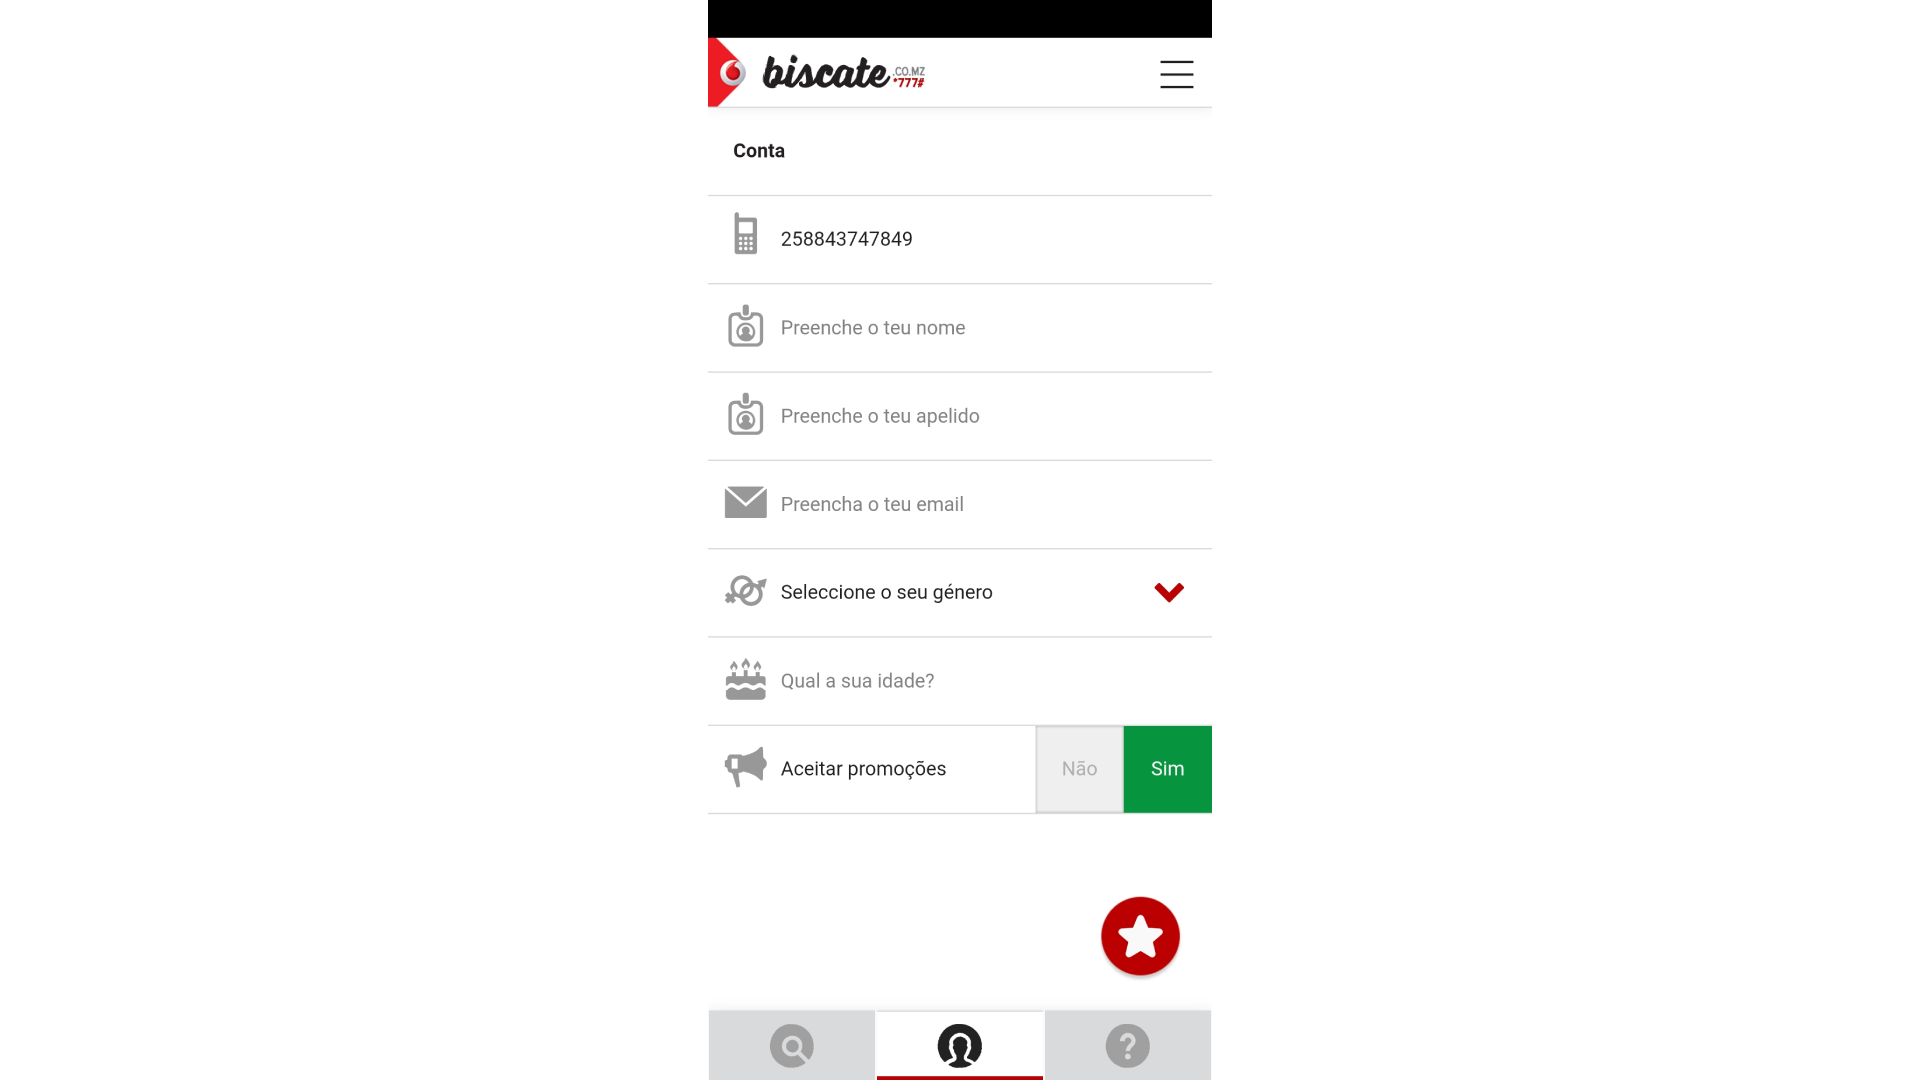 biscate .CO.MZ
*777#
Conta
258843747849
Preenche o teu nome
Preenche o teu apelido
Preencha o teu email
Seleccione o seu género
Qual a sua idade?
Aceitar promoções Não Sim